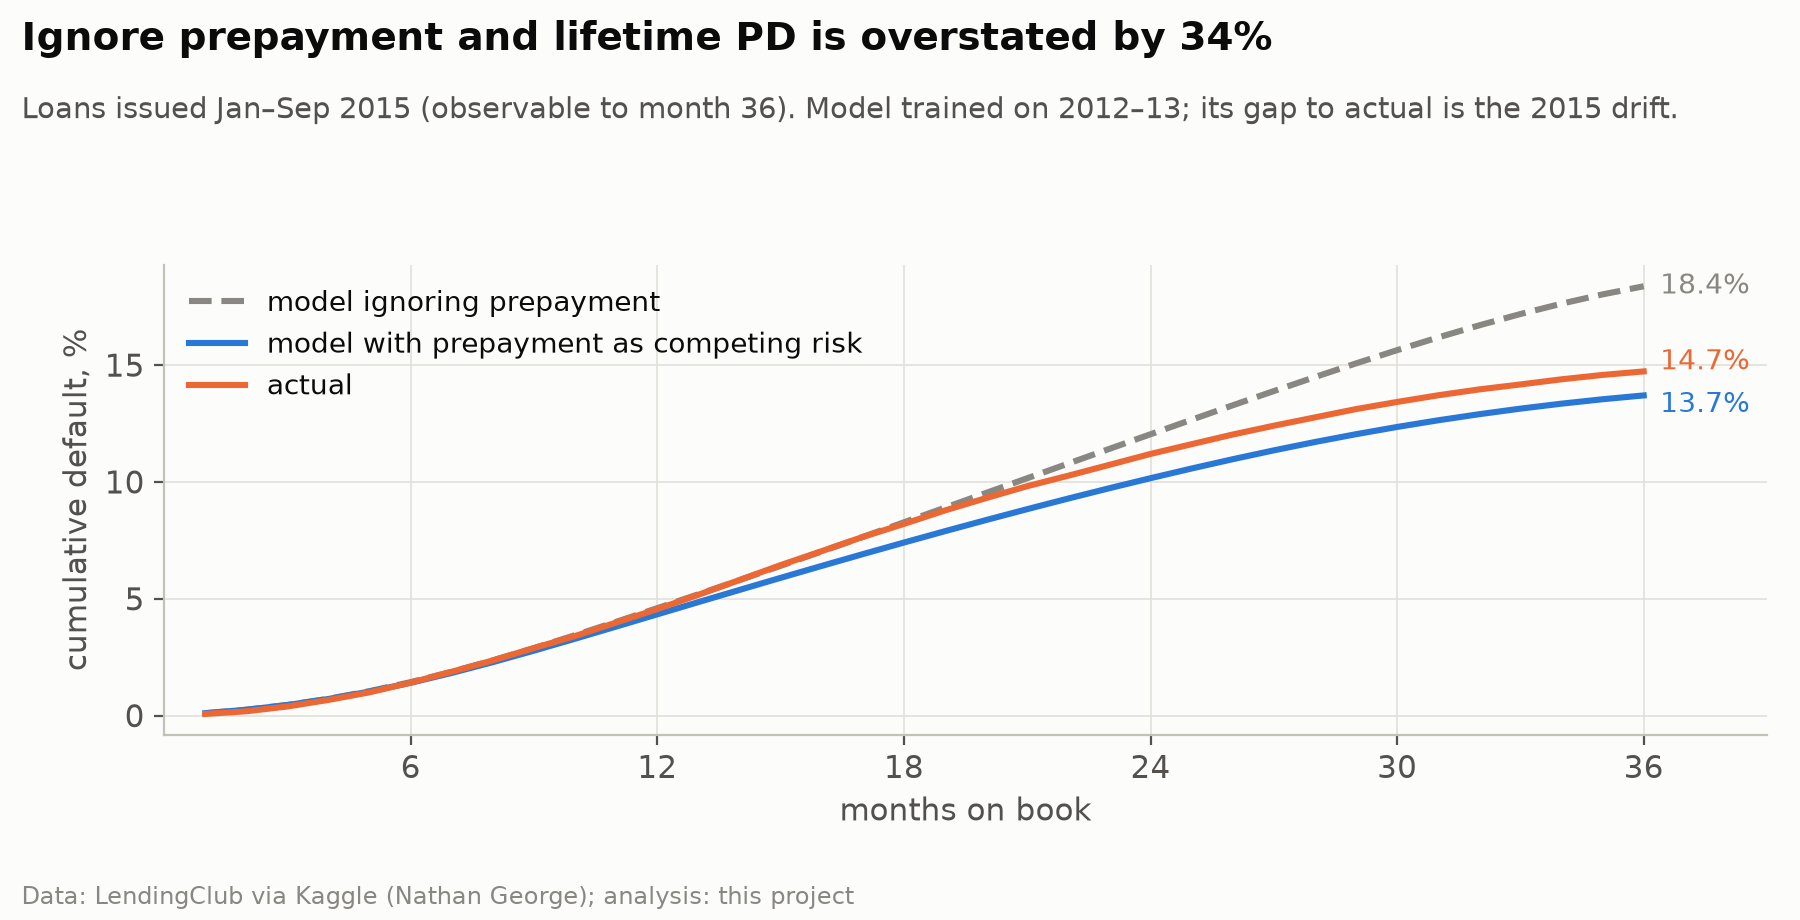 Ignore prepayment and lifetime PD is overstated by 34%
Loans issued Jan–Sep 2015 (observable to month 36). Model trained on 2012–13; its gap to actual is the 2015 drift.
model ignoring prepayment
model with prepayment as competing risk
actual
18.4%
14.7%
13.7%
cumulative default, %
15
10
5
0
6
12
18
24
30
36
months on book
Data: LendingClub via Kaggle (Nathan George); analysis: this project